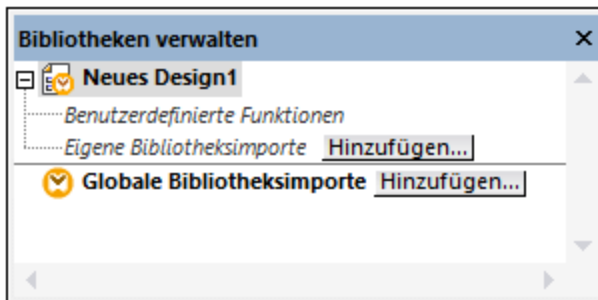 Bibliotheken verwalten
Neues Design1
Benutzerdefinierte Funktionen
Eigene Bibliotheksimporte Hinzufügen...
Globale Bibliotheksimporte Hinzufügen...